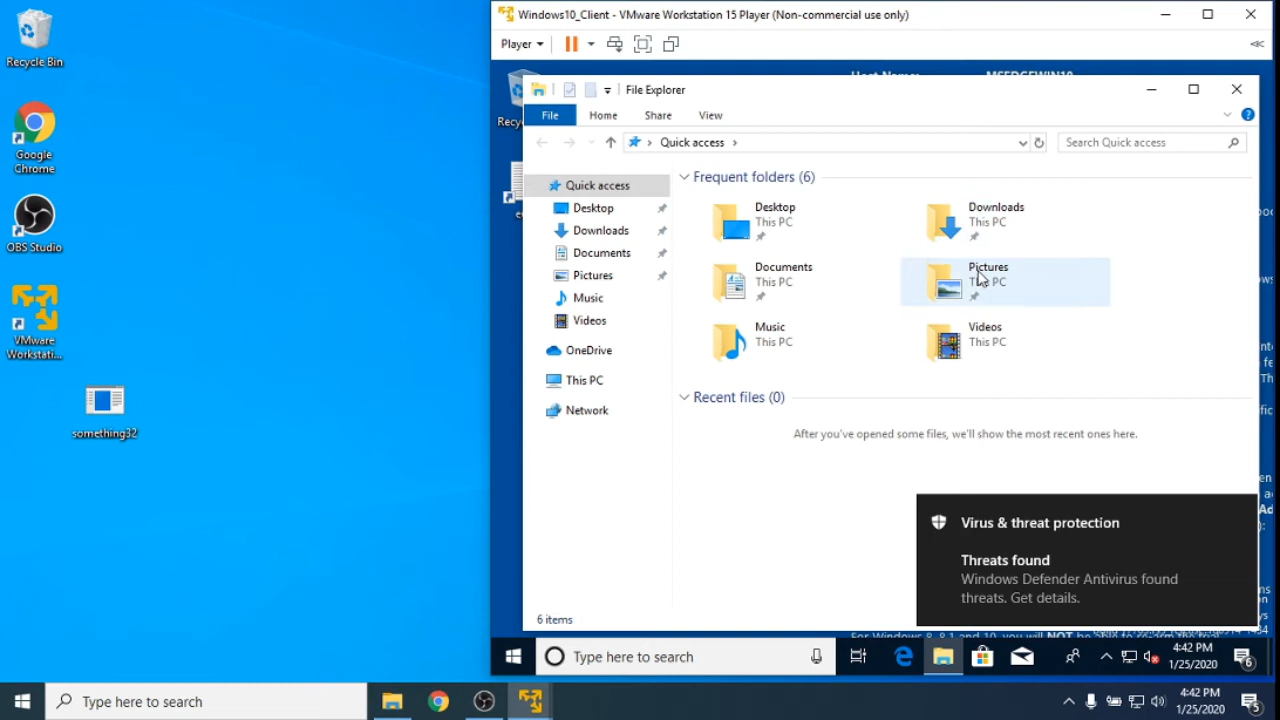 Recycle Bin
Google
Chrome
OBS Studio
VMware
Workstati...
something32
Windows10_Client - VMware Workstation 15 Player (Non-commercial use only)
Player
File Explorer
File
Home
Share
View
Quick access
Search Quick access
Quick access
Desktop
Downloads
Documents
Pictures
Music
Videos
OneDrive
This PC
Network
Frequent folders (6)
Desktop
This PC
Downloads
This PC
Documents
This PC
Pictures
This PC
Music
This PC
Videos
This PC
Recent files (0)
After you've opened some files, we'll show the most recent ones here.
6 items
Virus & threat protection
Threats found
Windows Defender Antivirus found
threats. Get details.
Type here to search
4:42 PM
1/25/2020
6
Type here to search
4:42 PM
1/25/2020
5